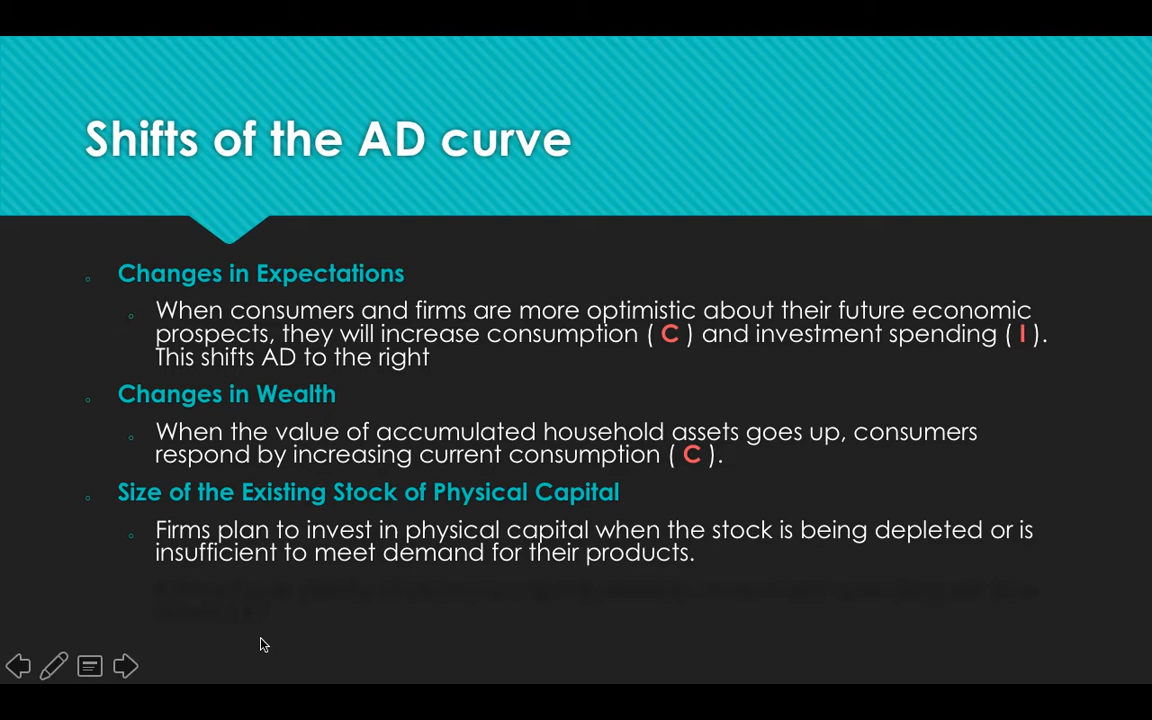 Shifts of the AD curve
Changes in Expectations
When consumers and firms are more optimistic about their future economic
prospects, they will increase consumption ( C ) and investment spending ( I ).
This shifts AD to the right
Changes in Wealth
When the value of accumulated household assets goes up, consumers
respond by increasing current consumption ( C ).
Size of the Existing Stock of Physical Capital
Firms plan to invest in physical capital when the stock is being depleted or is
insufficient to meet demand for their products.